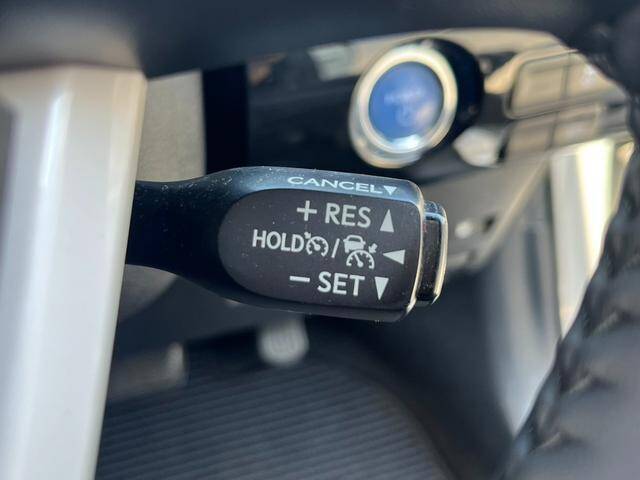 CANCEL▼
+ RES ▲
HOLD / ◀
− SET ▼